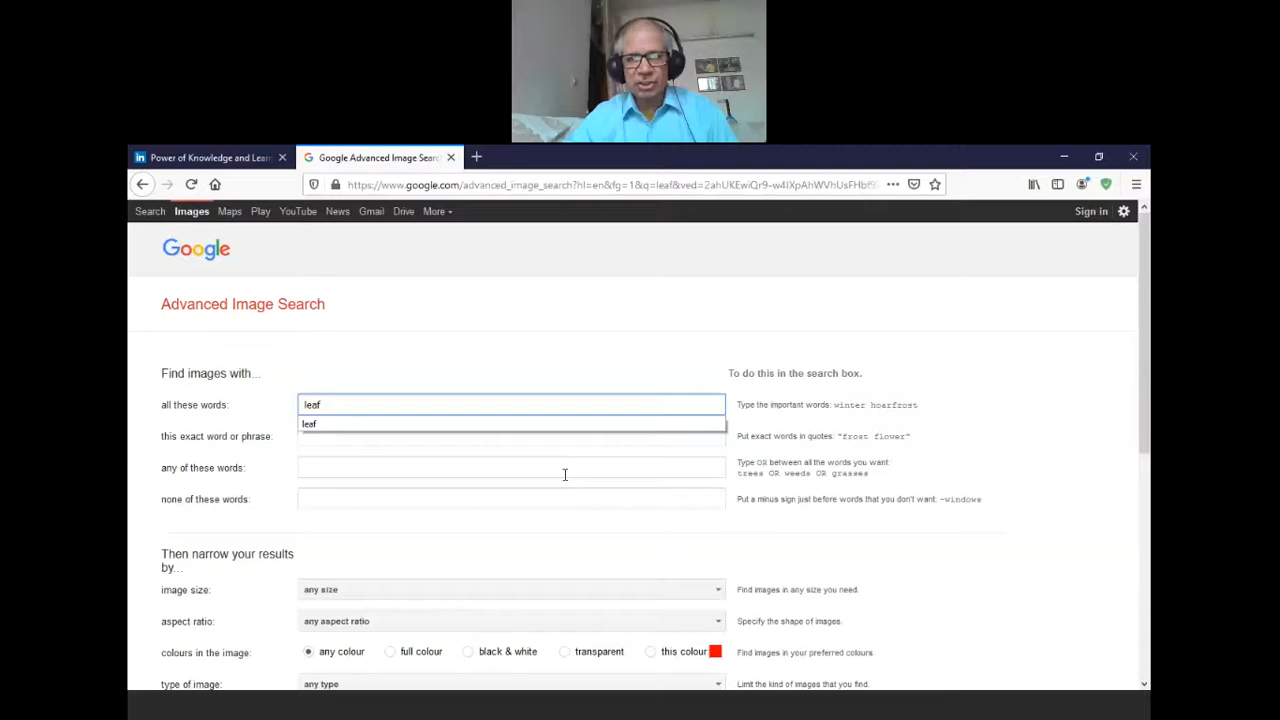 Power of Knowledge and Lear
Google Advanced Image Searc
https://www.google.com/advanced_image_search?hl=en&fg=1&q=leaf&ved=
Search Images Maps Play YouTube News Gmail Drive More
Sign in
Google
Advanced Image Search
Find images with...
To do this in the search box.
all these words:
leaf
Type the important words: winter hoarfrost
leaf
this exact word or phrase:
Put exact words in quotes: "frost flower"
any of these words:
Type OR between all the words you want:
trees OR weeds OR grasses
none of these words:
Put a minus sign just before words that you don't want: -windows
Then narrow your results
by...
image size:
any size
Find images in any size you need.
aspect ratio:
any aspect ratio
Specify the shape of images.
colours in the image:
any colour full colour black & white transparent this colour
Find images in your preferred colours.
type of image:
any type
Limit the kind of images that you find.